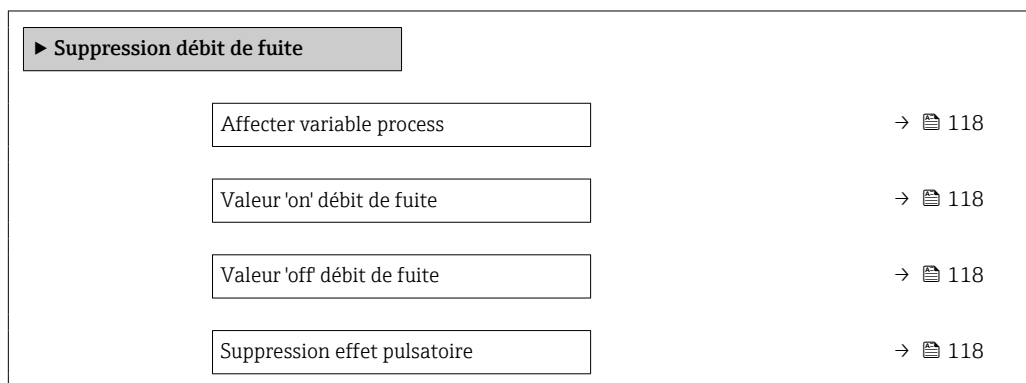 ▶ Suppression débit de fuite
Affecter variable process → 118
Valeur 'on' débit de fuite → 118
Valeur 'off' débit de fuite → 118
Suppression effet pulsatoire → 118